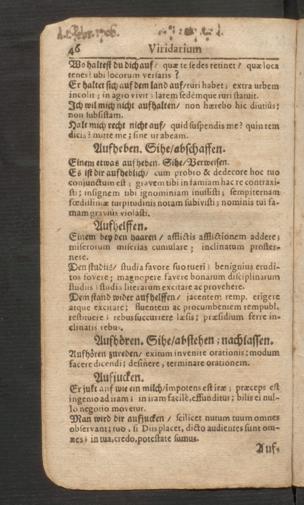 46 Viridarium
Wo haltest du dich auf / quæ te sedes retinet / quæ loca
tenes? ubi locorum versaris?
Er haltet sich auf dem land auf / ruri habet; extra urbem
incolit; in agro vivit: larem sedemque ruri statuit.
Ich wil mich nicht aufhalten / non hærebo hic diutius;
non subsistam.
Halt mich recht nicht auf / quid suspendis me? quin tem
dicis? mitte me; sine ut abeam.
Aufheben. Sihe / abschaffen.
Einem etwas aufheben. Sihe / Verweisen.
Es ist dir aufheblich / cum probro & dedecore hoc tuo
conjunctum est; gravem tibi infamiam hac re contraxi-
sti; insignem tibi ignominiam inussisti; sempiternam
fœdissimæ turpitudinis notam subivisti; nominis tui fa-
mam gravius violasti.
Aufhelffen.
Einem bey den haaren / afflictis afflictionem addere;
miserorum miserias cumulare; inclinatum proster-
nere.
Den studiis / studia favore suo tueri; benignius erudi-
tos fovere; magnopere favere bonarum disciplinarum
studiis; studia literarum excitare ac provehere.
Dem stand wider aufhelffen / jacentem remp. erigere
atque excitare; fluentem ac procumbentem rempubl.
restituere; rebus succurrere læsis; præsidium ferre in-
clinatis rebus.
Aufhören. Sihe / abstehen; nachlassen.
Aufhören zureden / exitum invenire orationis; modum
facere dicendi; desinere, terminare orationem.
Aufjucken.
Er juckt auf wie ein milch / impotens est iræ; præceps est
ingenio ad iram; in iram facilè effunditur; bilis ei nul-
lo negotio movetur.
Man wird dir aufjucken / scilicet nutum tuum omnes
observant; tuo, si Diis placet, dicto audientes sunt om-
nes; in tua, credo, potestate sumus.
Auf-